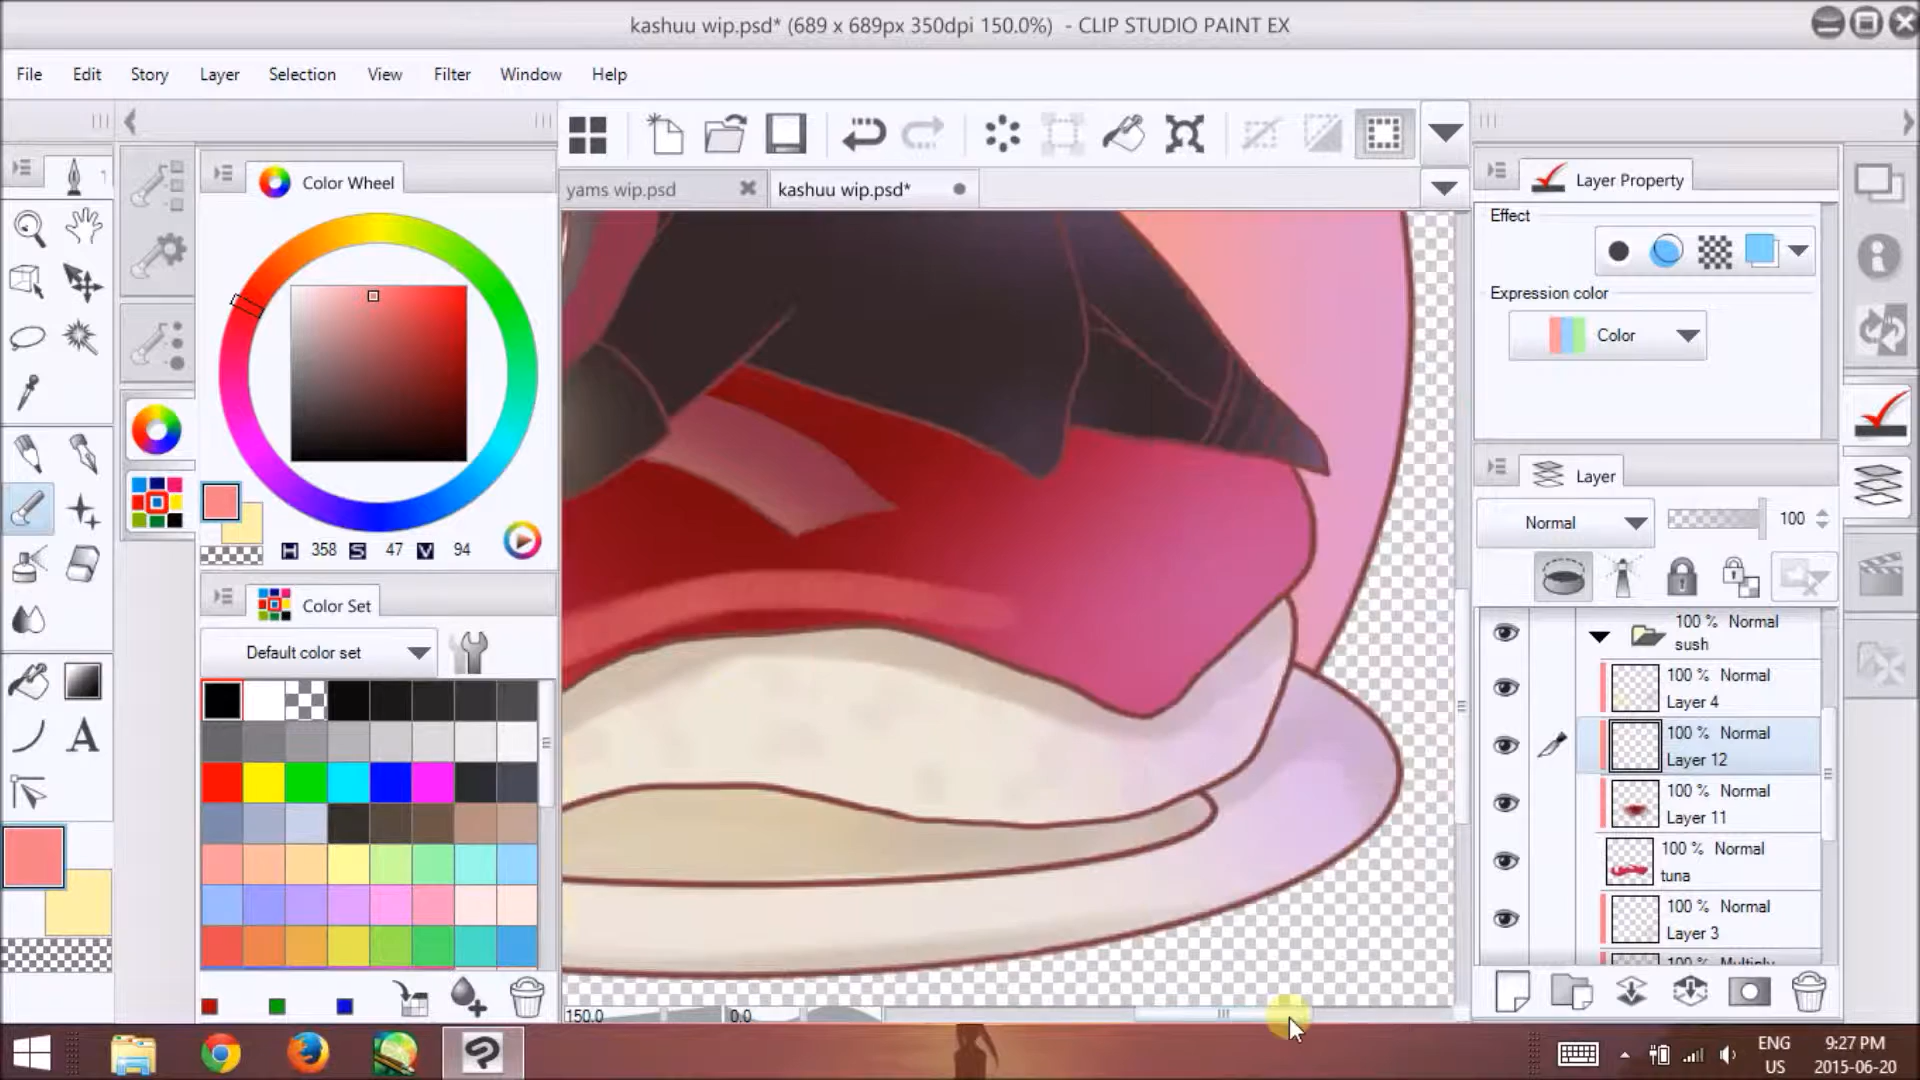 kashuu wip.psd* (689 x 689px 350dpi 150.0%) - CLIP STUDIO PAINT EX
File Edit Story Layer Selection View Filter Window Help
Color Wheel
yams wip.psd
kashuu wip.psd*
H 358 S 47 V 94
Color Set
Default color set
150.0
0.0
Layer Property
Effect
Expression color
Color
Layer
Normal
100
100 % Normal
sush
100 % Normal
Layer 4
100 % Normal
Layer 12
100 % Normal
Layer 11
100 % Normal
tuna
100 % Normal
Layer 3
100 % Multiply
A
ENG
US
9:27 PM
2015-06-20